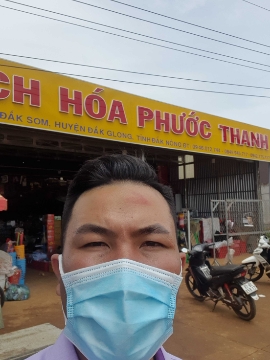 CH HÓA PHƯỚC THANH
ĐẮK SOM, HUYỆN ĐẮK GLONG, TỈNH ĐẮK NÔNG